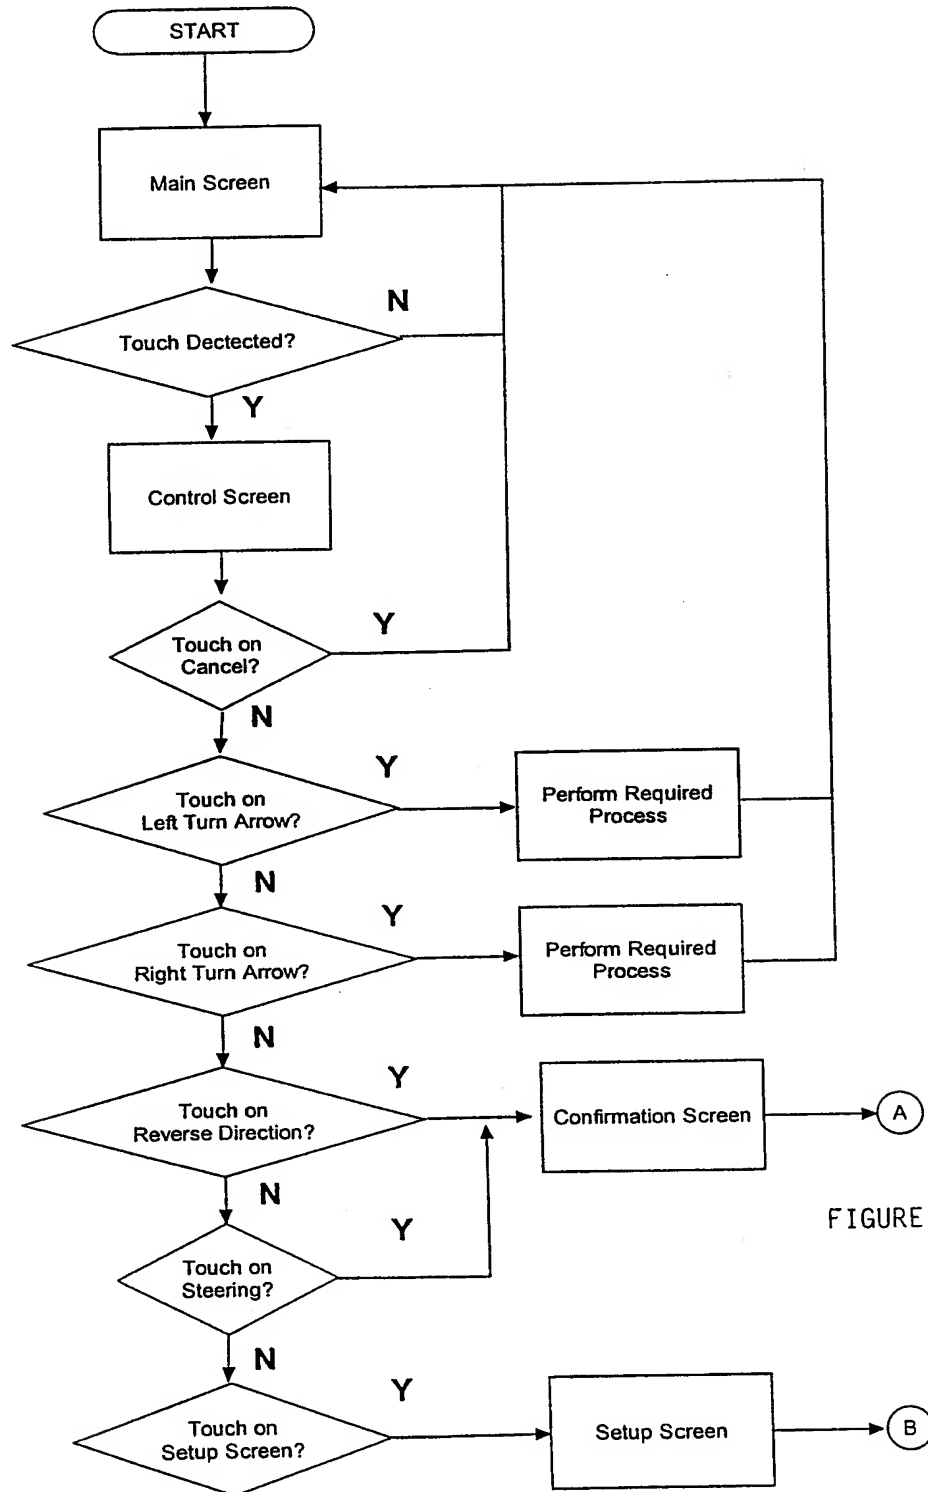 START
Main Screen
N
Touch Dectected?
Y
Control Screen
Y
Touch on
Cancel?
N
Y
Touch on
Left Turn Arrow?
Perform Required
Process
N
Y
Touch on
Right Turn Arrow?
Perform Required
Process
N
Y
Touch on
Reverse Direction?
Confirmation Screen
A
N
FIGURE
Y
Touch on
Steering?
N
Y
Touch on
Setup Screen?
Setup Screen
B